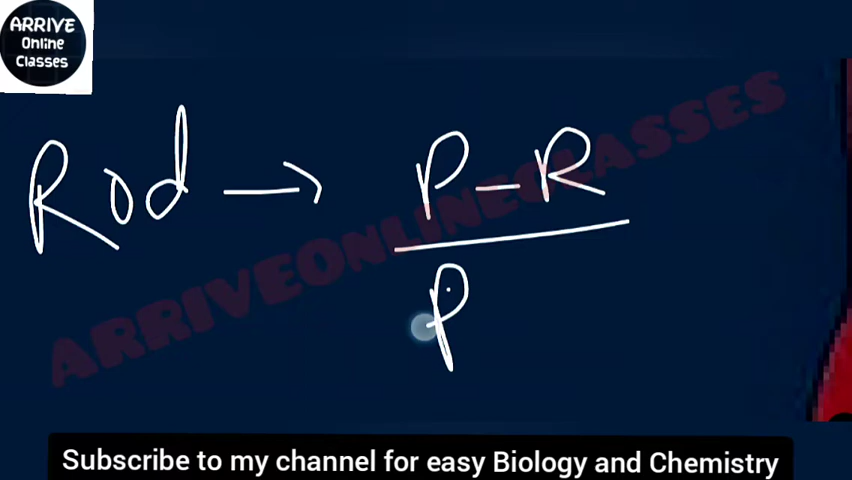 ARRIVE
Online
Classes
Rod → P - R
P
ARRIVEONLINECLASSES
Subscribe to my channel for easy Biology and Chemistry